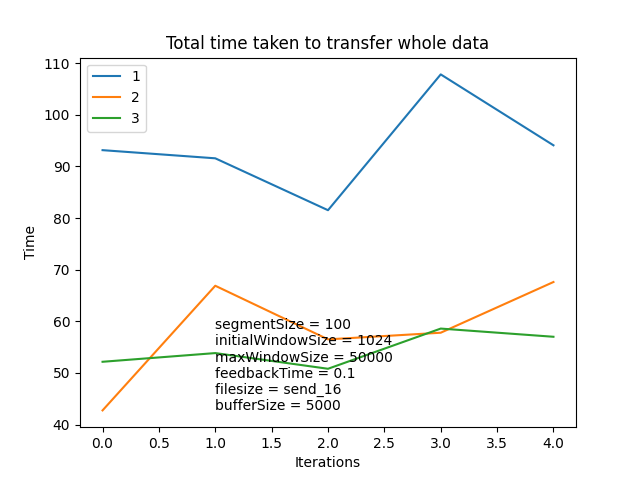 Total time taken to transfer whole data
110
100
90
80
70
60
50
40
Time
1
2
3
segmentSize = 100
initialWindowSize = 1024
maxWindowSize = 50000
feedbackTime = 0.1
filesize = send_16
bufferSize = 5000
0.0 0.5 1.0 1.5 2.0 2.5 3.0 3.5 4.0
Iterations